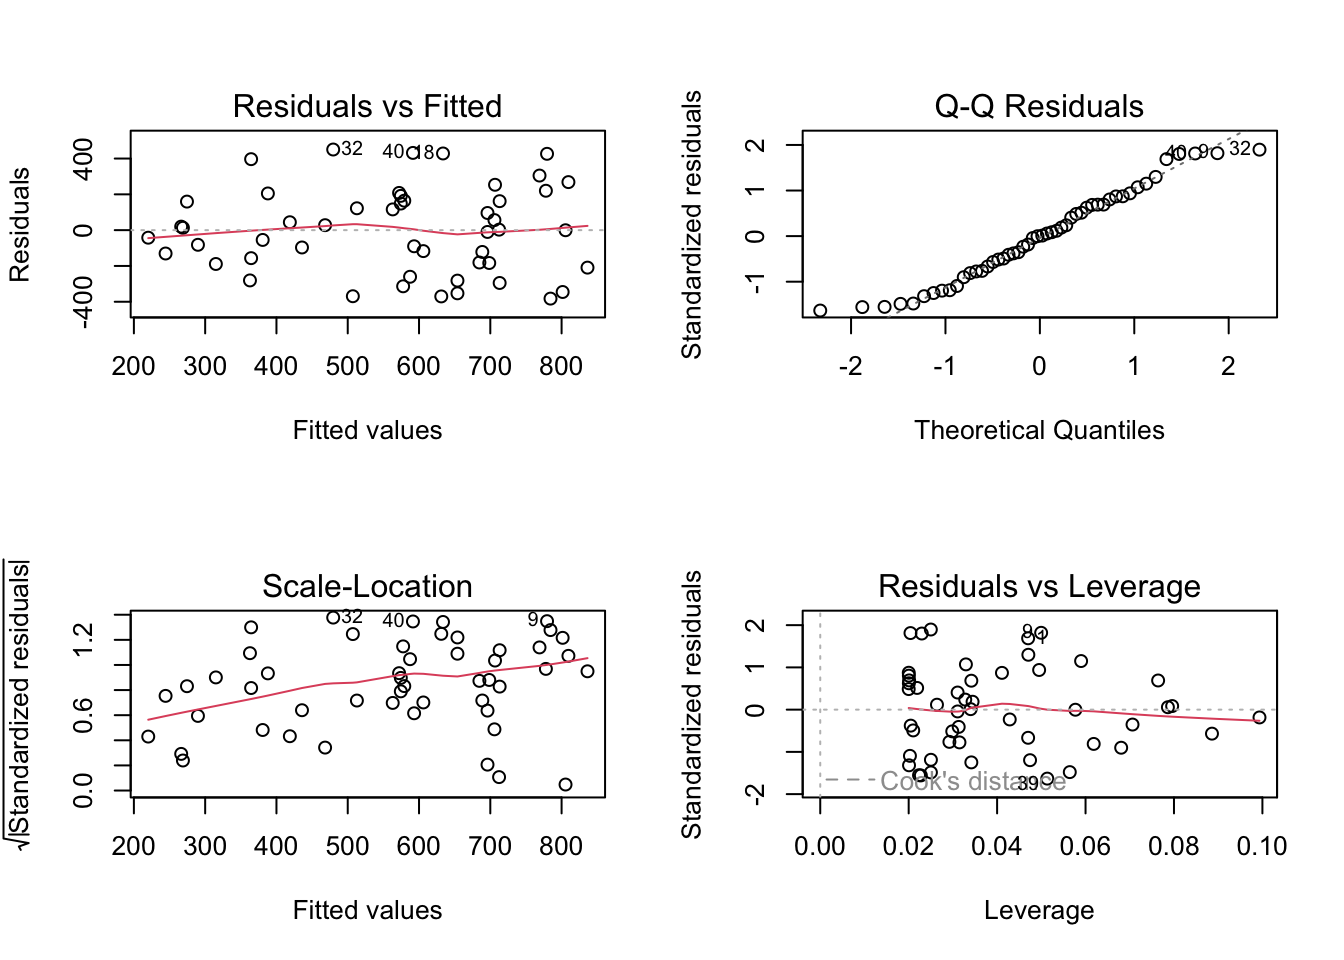 Residuals vs Fitted
Residuals
-400 0 400
32
40
18
200 300 400 500 600 700 800
Fitted values
Q-Q Residuals
Standardized residuals
-1 0 1 2
40
9
32
-2 -1 0 1 2
Theoretical Quantiles
Scale-Location
√|Standardized residuals|
0.0 0.6 1.2
32
40
9
200 300 400 500 600 700 800
Fitted values
Residuals vs Leverage
Standardized residuals
-2 0 1 2
9
1
39
Cook's distance
0.00 0.02 0.04 0.06 0.08 0.10
Leverage